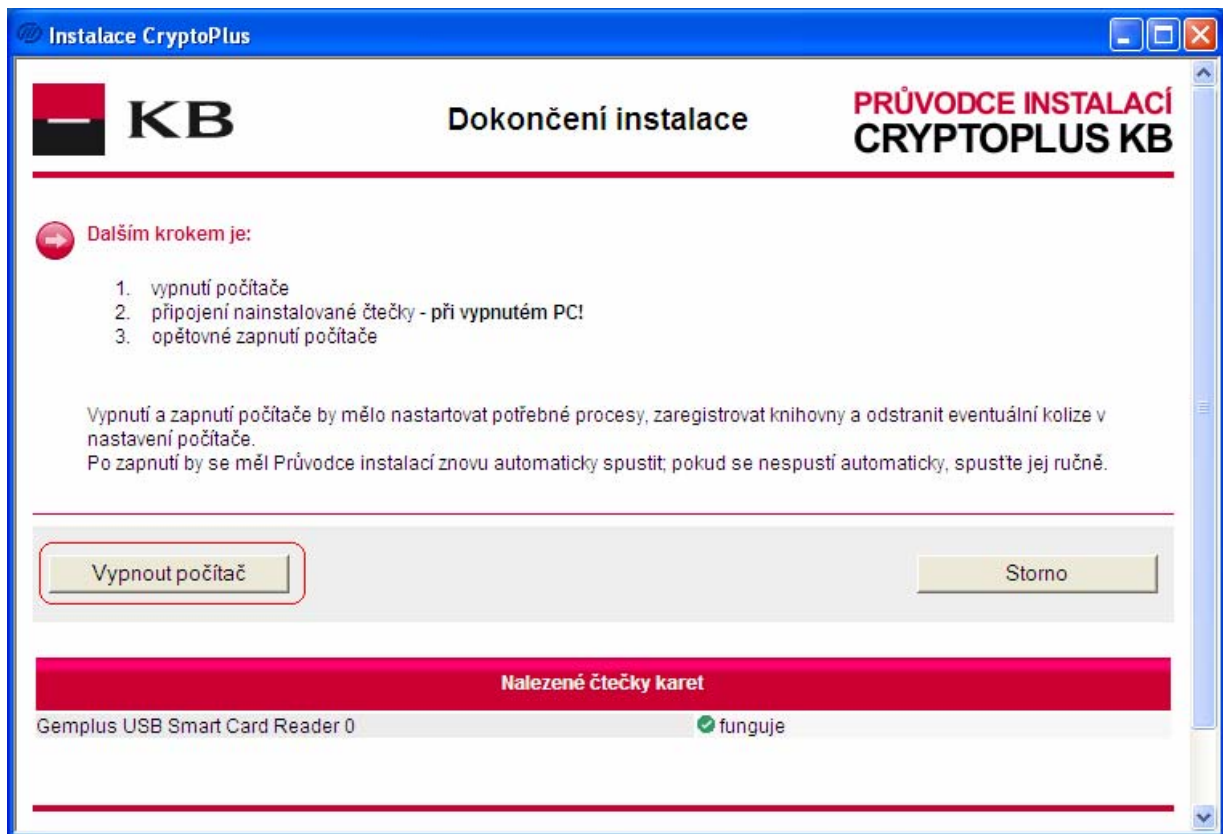 Instalace CryptoPlus
KB
Dokončení instalace
PRŮVODCE INSTALACÍ
CRYPTOPLUS KB
Dalším krokem je:
1. vypnutí počítače
2. připojení nainstalované čtečky - při vypnutém PC!
3. opětovné zapnutí počítače
Vypnutí a zapnutí počítače by mělo nastartovat potřebné procesy, zaregistrovat knihovny a odstranit eventuální kolize v
nastavení počítače.
Po zapnutí by se měl Průvodce instalací znovu automaticky spustit; pokud se nespustí automaticky, spusťte jej ručně.
Vypnout počítač
Storno
Nalezené čtečky karet
Gemplus USB Smart Card Reader 0
funguje